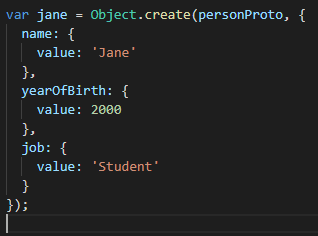 var jane = Object.create(personProto, {
  name: {
    value: 'Jane'
  },
  yearOfBirth: {
    value: 2000
  },
  job: {
    value: 'Student'
  }
});